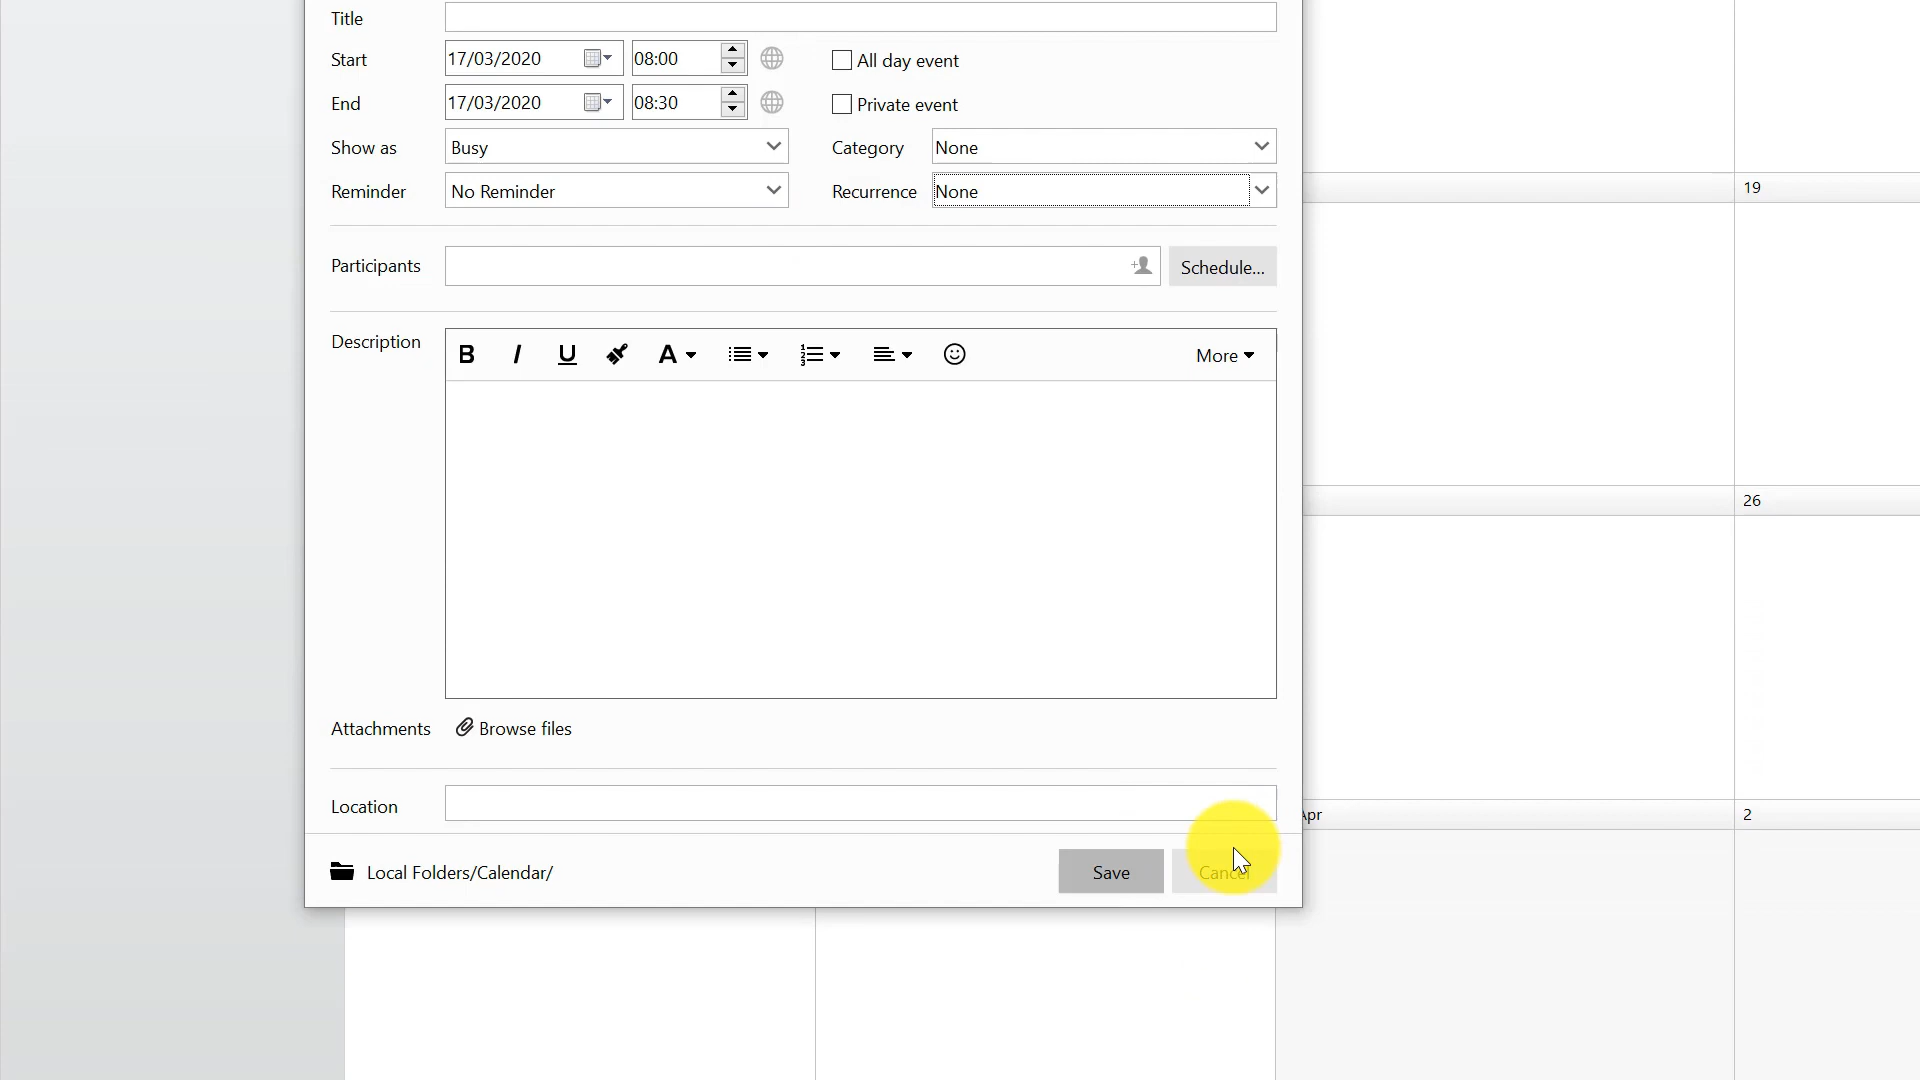 Title
Start 17/03/2020 08:00 All day event
End 17/03/2020 08:30 Private event
Show as Busy Category None
Reminder No Reminder Recurrence None
19
Participants Schedule...
Description B I U A More
26
Attachments Browse files
Location
Apr 2
Local Folders/Calendar/ Save Cancel